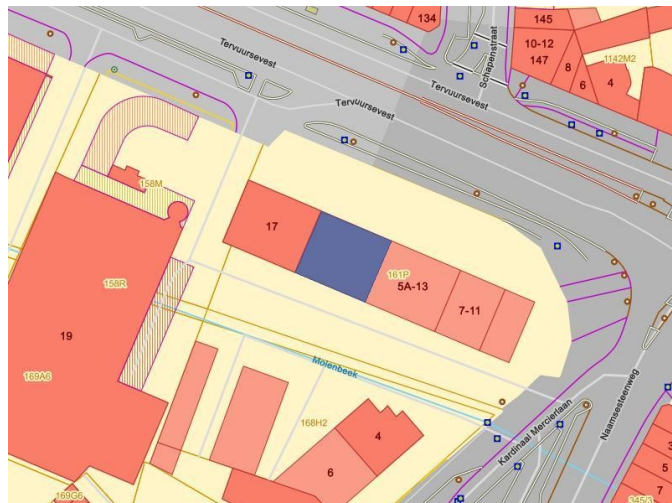 134
145
10-12
147
8
6
4
1142M2
Schapenstraat
Tervuursevest
Tervuursevest
Tervuursevest
158M
17
161P
5A-13
7-11
158R
19
169A6
Molenbeek
168H2
4
6
Kardinaal Mercierlaan
Naamsesteenweg
3
5
7
169G6
345/3